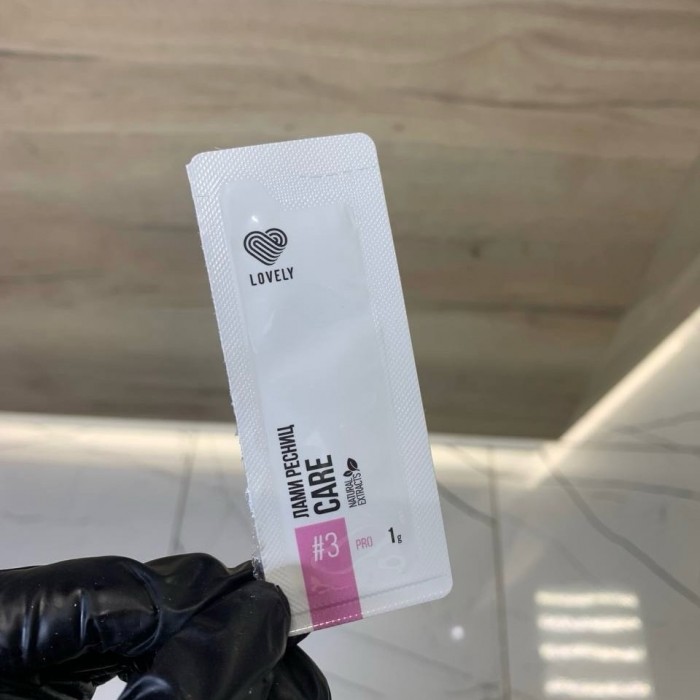 LOVELY
ЛАМИ РЕСНИЦ
CARE
NATURAL
EXTRACTS
#3
PRO
1g